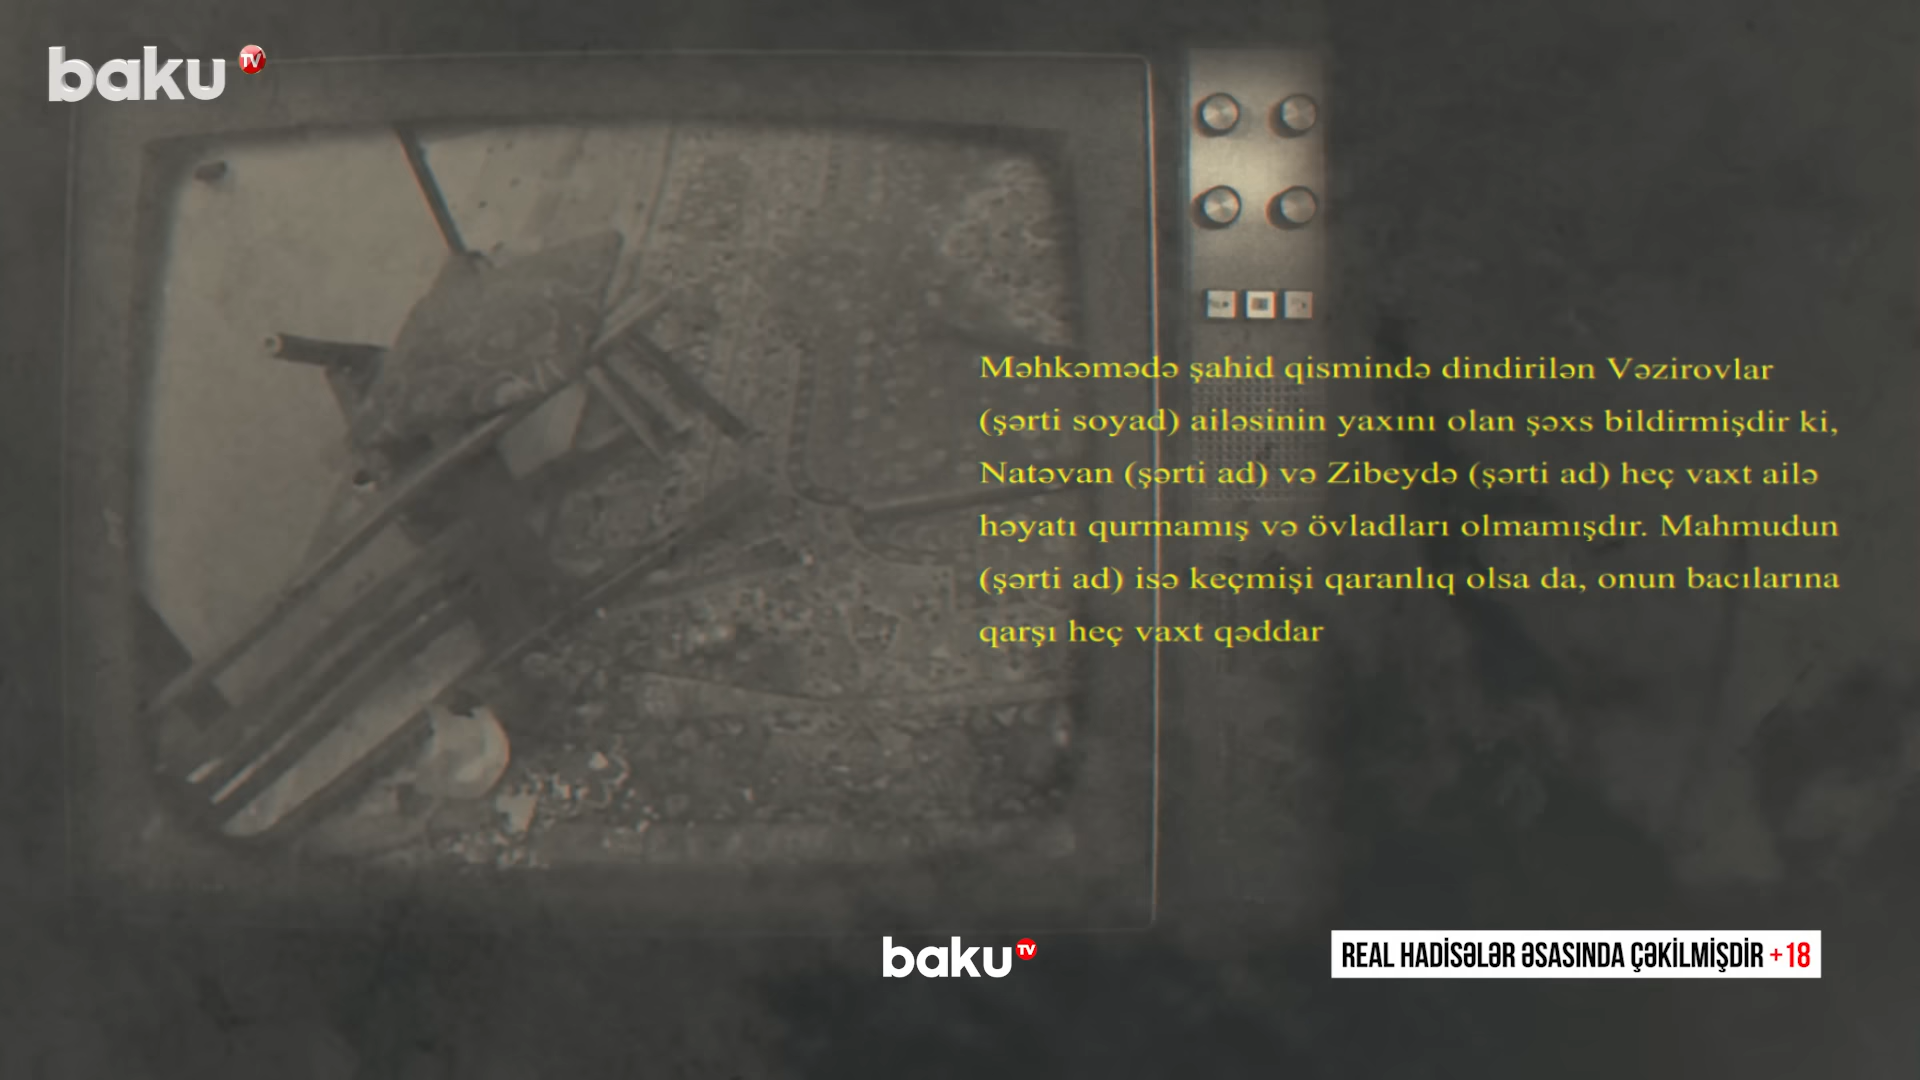 baku TV
Məhkəmədə şahid qismində dindirilən Vəzirovlar
(şərti soyad) ailəsinin yaxını olan şəxs bildirmişdir ki,
Natəvan (şərti ad) və Zibeydə (şərti ad) heç vaxt ailə
həyatı qurmamış və övladları olmamışdır. Mahmudun
(şərti ad) isə keçmişi qaranlıq olsa da, onun bacılarına
qarşı heç vaxt qəddar
baku TV
REAL HADİSƏLƏR ƏSASINDA ÇƏKİLMİŞDİR +18